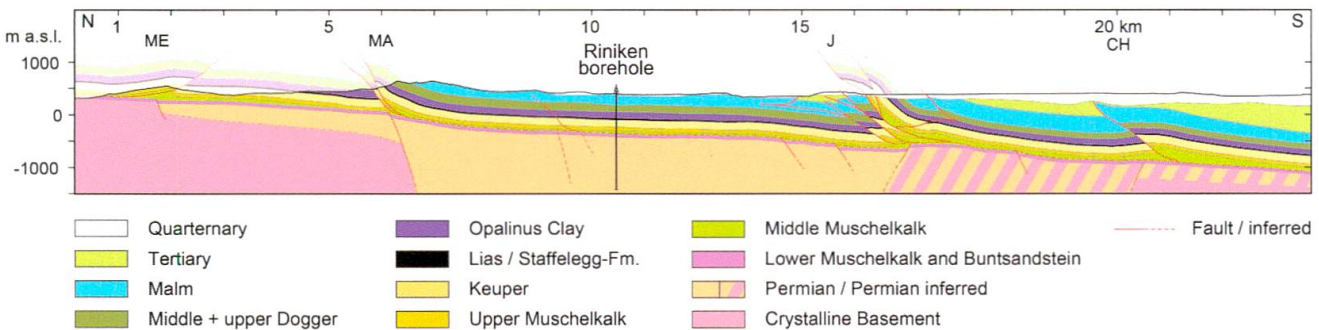 N 1 5 10 15 20 km S
m a.s.l. ME MA Riniken J CH
borehole
1000
0
-1000
Quarternary Opalinus Clay Middle Muschelkalk Fault / inferred
Tertiary Lias / Staffelegg-Fm. Lower Muschelkalk and Buntsandstein
Malm Keuper Permian / Permian inferred
Middle + upper Dogger Upper Muschelkalk Crystalline Basement